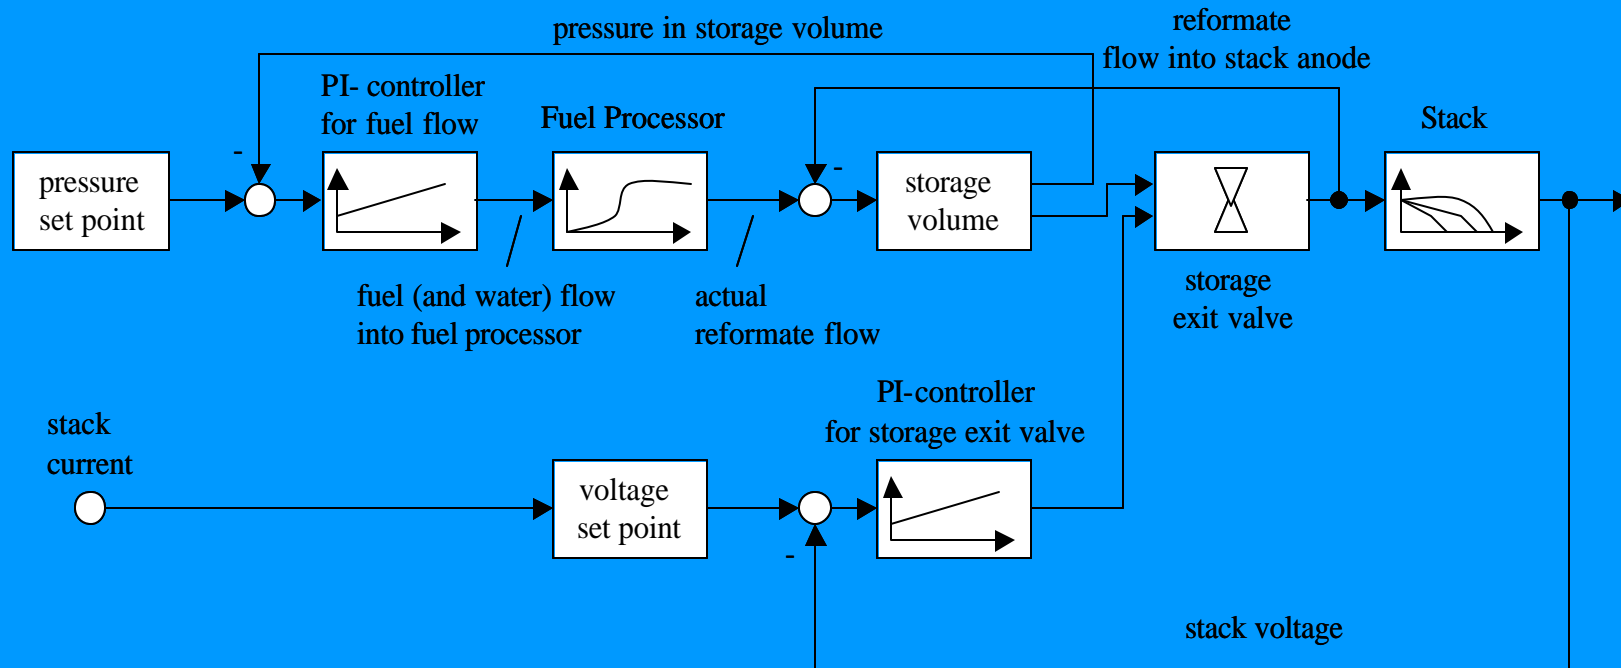 pressure in storage volume
reformate
flow into stack anode
PI- controller
for fuel flow
Fuel Processor
Stack
-
-
pressure
set point
storage
volume
fuel (and water) flow
into fuel processor
actual
reformate flow
storage
exit valve
PI-controller
for storage exit valve
stack
current
voltage
set point
-
stack voltage